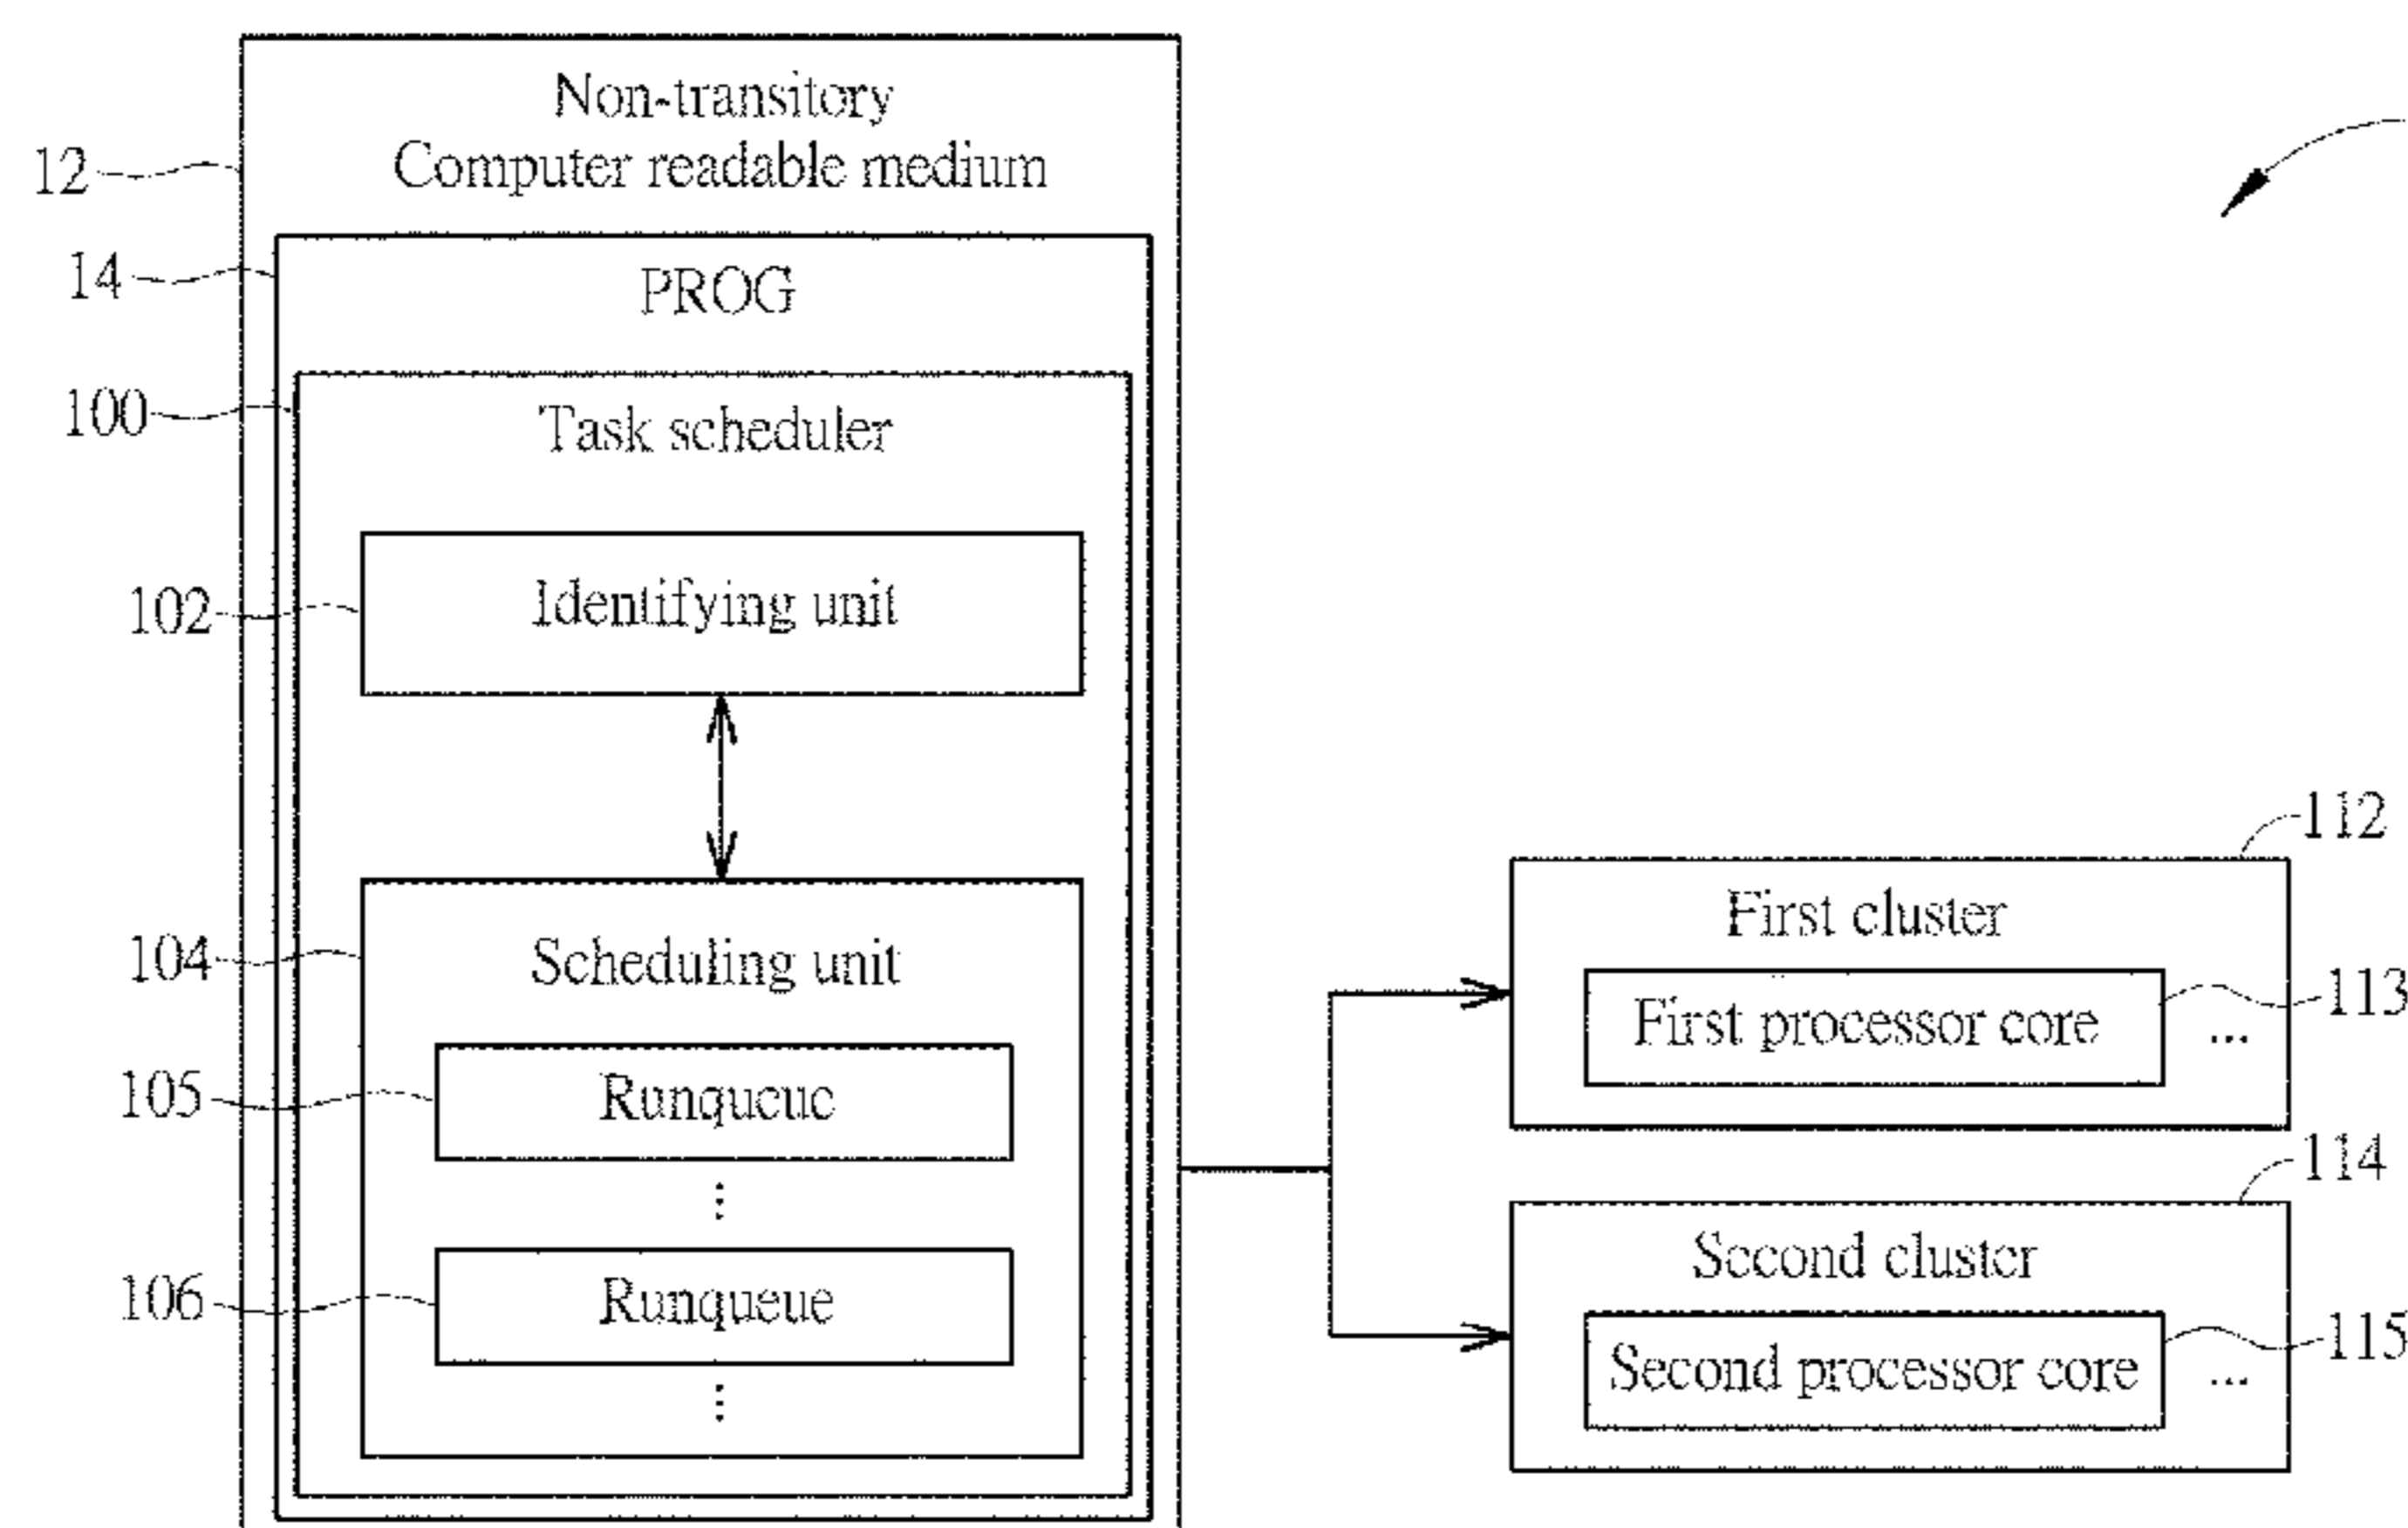 Non-transitory
Computer readable medium
12
14
PROG
100
Task scheduler
102
Identifying unit
112
First cluster
104
Scheduling unit
113
First processor core
...
105
Runqueue
⋮
114
Second cluster
106
Runqueue
115
Second processor core
...
⋮